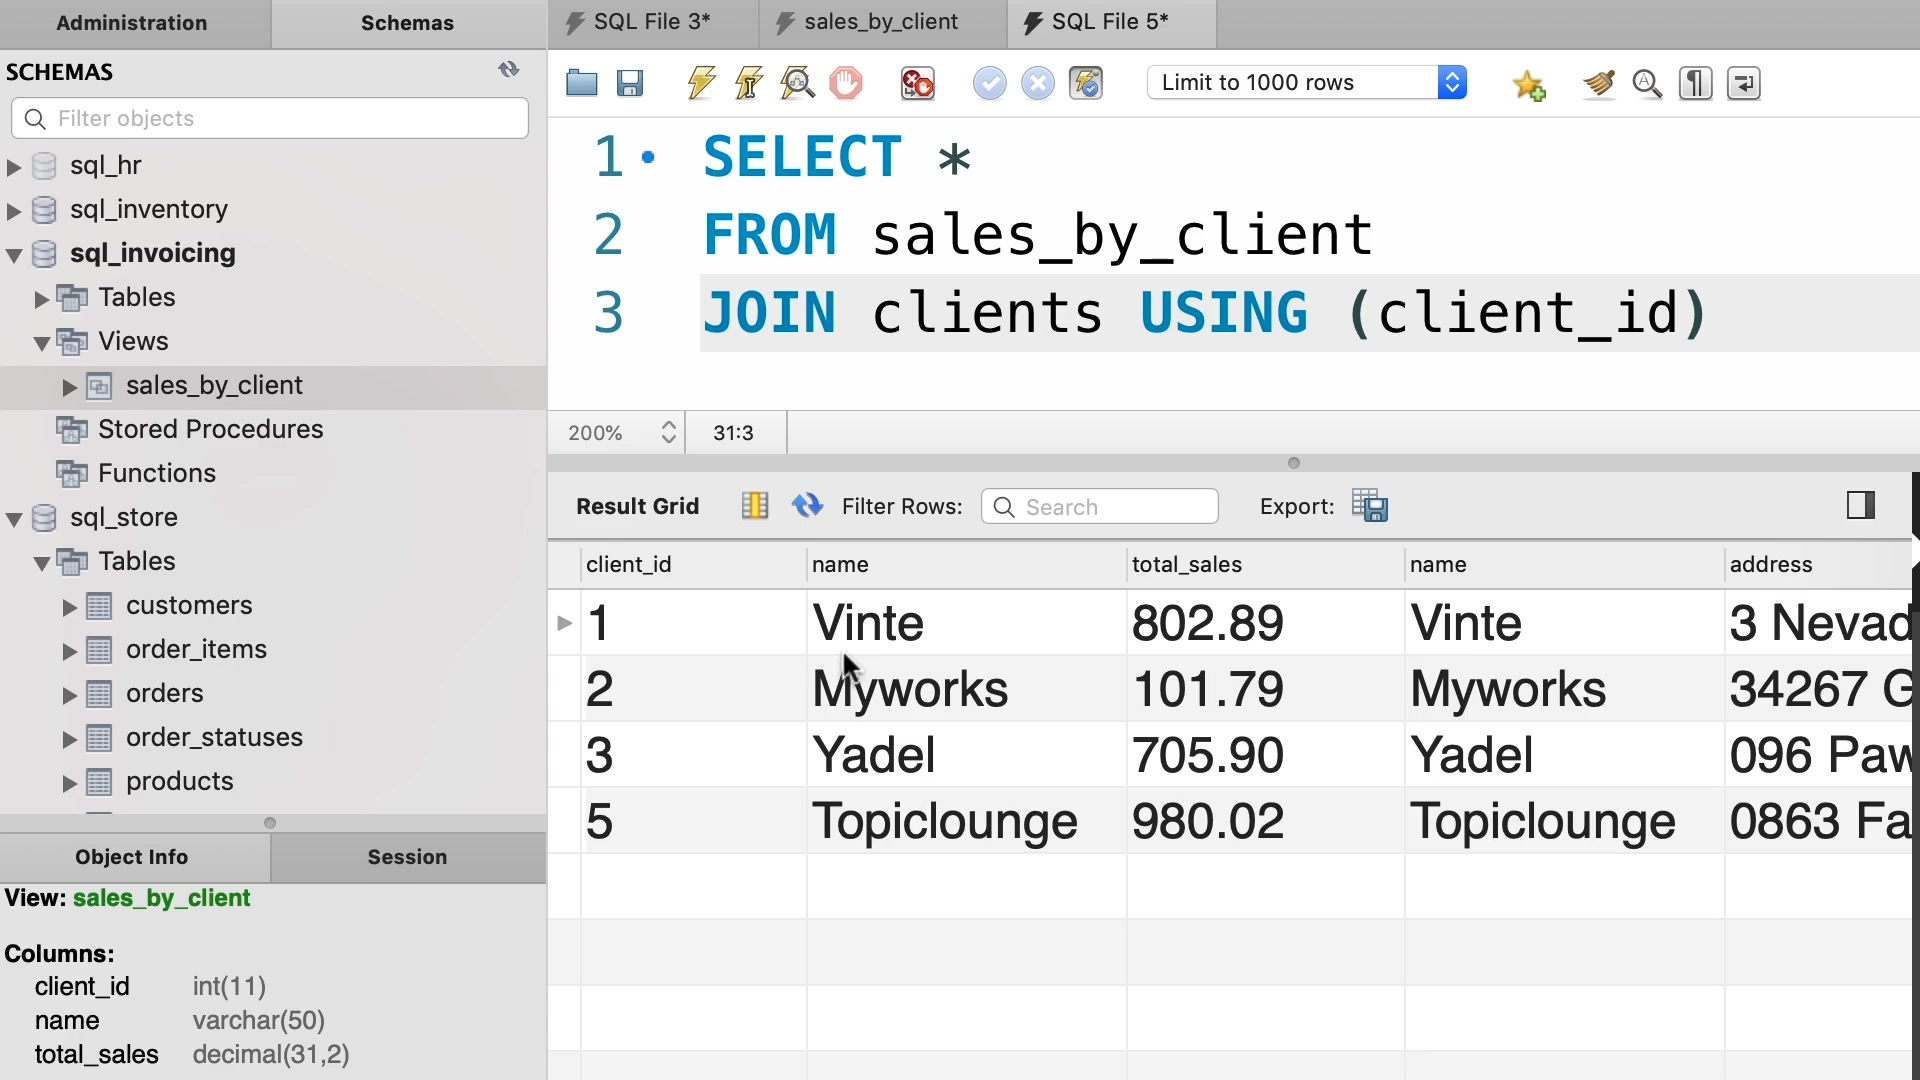 Administration
Schemas
SCHEMAS
Filter objects
sql_hr
sql_inventory
sql_invoicing
Tables
Views
sales_by_client
Stored Procedures
Functions
sql_store
Tables
customers
order_items
orders
order_statuses
products
Object Info
Session
View: sales_by_client
Columns:
client_id int(11)
name varchar(50)
total_sales decimal(31,2)
SQL File 3*
sales_by_client
SQL File 5*
Limit to 1000 rows
1 SELECT *
2 FROM sales_by_client
3 JOIN clients USING (client_id)
200% 31:3
Result Grid Filter Rows: Search Export:
client_id name total_sales name address
1 Vinte 802.89 Vinte 3 Nevad
2 Myworks 101.79 Myworks 34267 G
3 Yadel 705.90 Yadel 096 Paw
5 Topiclounge 980.02 Topiclounge 0863 Fa